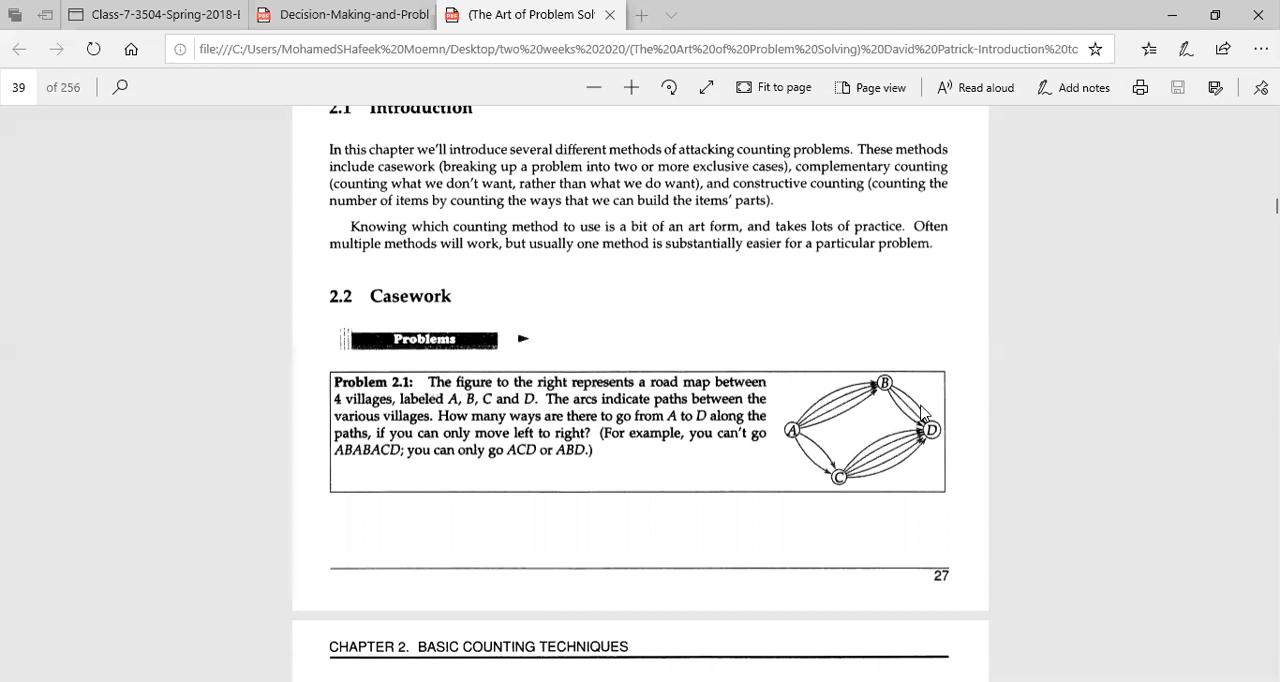 Class-7-3504-Spring-2018-I
Decision-Making-and-Probl
(The Art of Problem Sol
file:///C:/Users/MohamedSHafeek%20Moemn/Desktop/two%20weeks%202020/(The%20Art%20of%20Problem%20Solving)%20David%20Patrick-Introduction%20tc
39 of 256
Fit to page
Page view
Read aloud
Add notes
2.1 Introduction
In this chapter we'll introduce several different methods of attacking counting problems. These methods
include casework (breaking up a problem into two or more exclusive cases), complementary counting
(counting what we don't want, rather than what we do want), and constructive counting (counting the
number of items by counting the ways that we can build the items' parts).
Knowing which counting method to use is a bit of an art form, and takes lots of practice. Often
multiple methods will work, but usually one method is substantially easier for a particular problem.
2.2 Casework
Problems
Problem 2.1: The figure to the right represents a road map between
4 villages, labeled A, B, C and D. The arcs indicate paths between the
various villages. How many ways are there to go from A to D along the
paths, if you can only move left to right? (For example, you can't go
ABABACD; you can only go ACD or ABD.)
B
A
D
C
27
CHAPTER 2. BASIC COUNTING TECHNIQUES